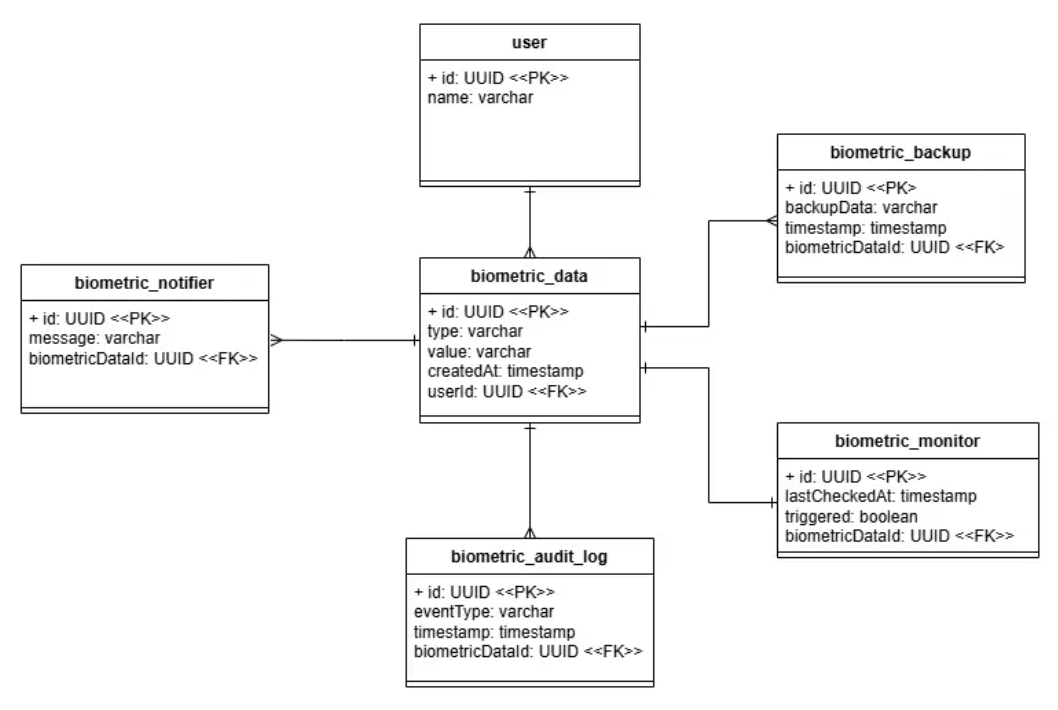 user
+ id: UUID <<PK>>
name: varchar
biometric_backup
+ id: UUID <<PK>
backupData: varchar
timestamp: timestamp
biometricDataId: UUID <<FK>
biometric_notifier
+ id: UUID <<PK>>
message: varchar
biometricDataId: UUID <<FK>>
biometric_data
+ id: UUID <<PK>>
type: varchar
value: varchar
createdAt: timestamp
userId: UUID <<FK>>
biometric_monitor
+ id: UUID <<PK>>
lastCheckedAt: timestamp
triggered: boolean
biometricDataId: UUID <<FK>>
biometric_audit_log
+ id: UUID <<PK>>
eventType: varchar
timestamp: timestamp
biometricDataId: UUID <<FK>>